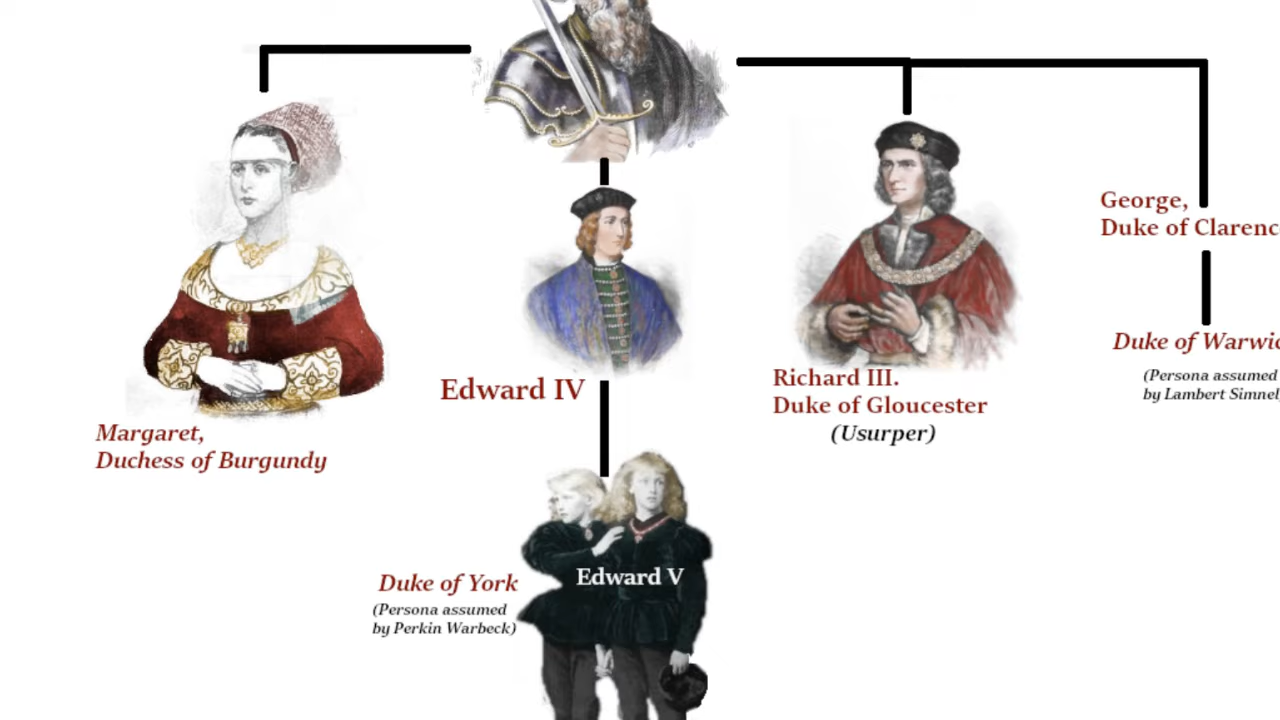 George,
Duke of Clarenc
Duke of Warwic
(Persona assumed
by Lambert Simnel
Edward IV
Richard III.
Duke of Gloucester
(Usurper)
Margaret,
Duchess of Burgundy
Edward V
Duke of York
(Persona assumed
by Perkin Warbeck)